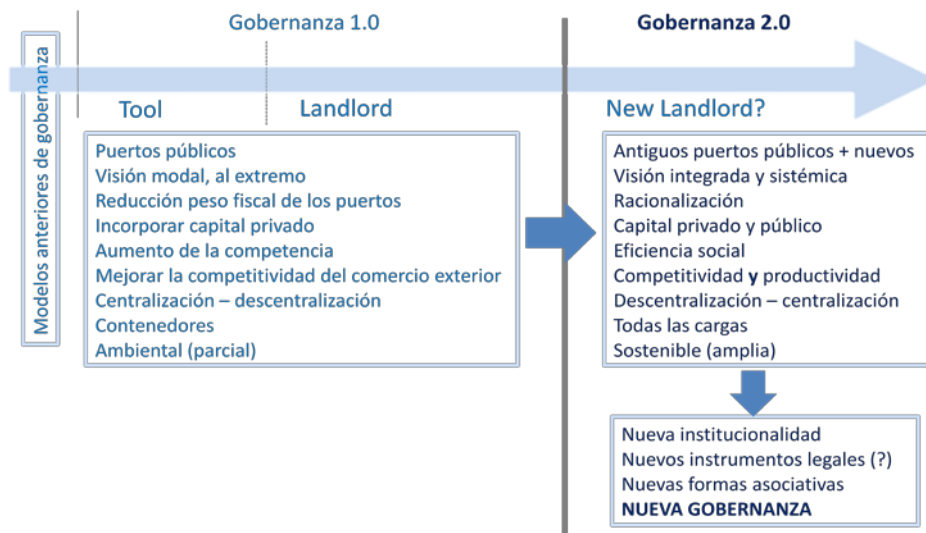 Gobernanza 1.0
Gobernanza 2.0
Modelos anteriores de gobernanza
Tool
Landlord
New Landlord?
Puertos públicos
Visión modal, al extremo
Reducción peso fiscal de los puertos
Incorporar capital privado
Aumento de la competencia
Mejorar la competitividad del comercio exterior
Centralización – descentralización
Contenedores
Ambiental (parcial)
Antiguos puertos públicos + nuevos
Visión integrada y sistémica
Racionalización
Capital privado y público
Eficiencia social
Competitividad y productividad
Descentralización – centralización
Todas las cargas
Sostenible (amplia)
Nueva institucionalidad
Nuevos instrumentos legales (?)
Nuevas formas asociativas
NUEVA GOBERNANZA